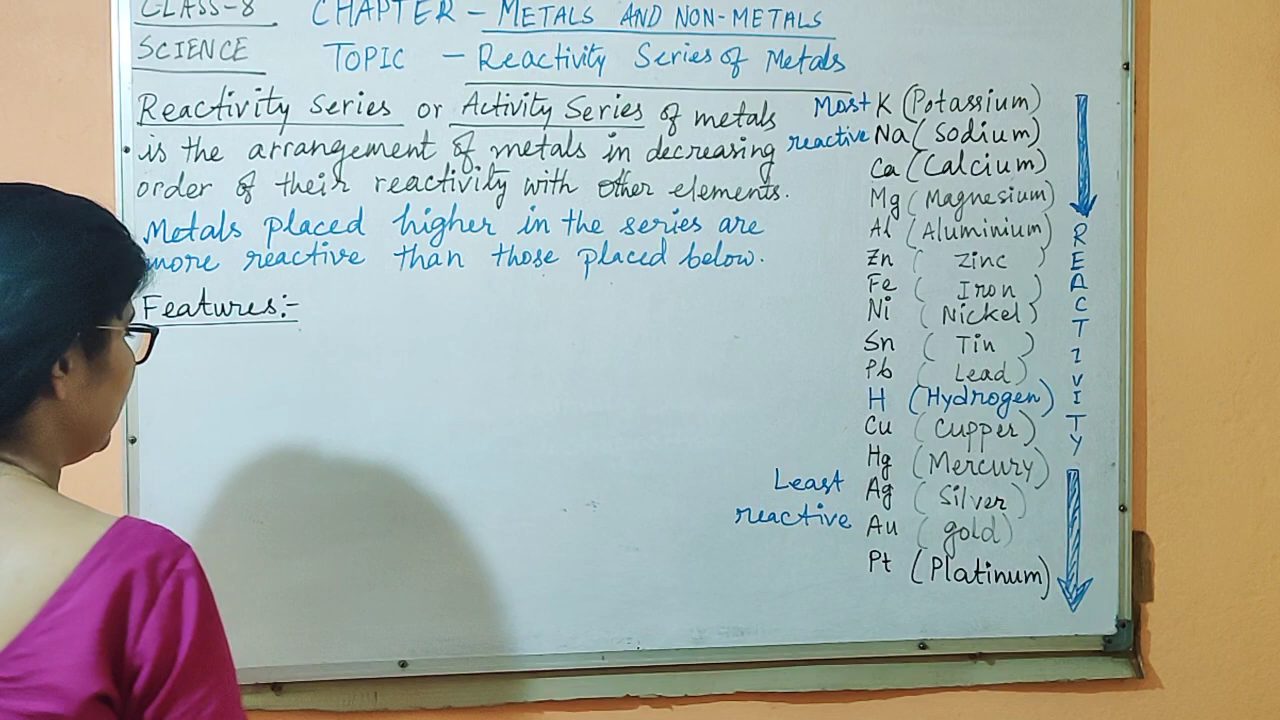 CLASS-8
CHAPTER - METALS AND NON-METALS
SCIENCE
TOPIC - Reactivity Series of Metals
Reactivity Series or Activity Series of metals
is the arrangement of metals in decreasing
order of their reactivity with other elements.
Metals placed higher in the series are
more reactive than those placed below.
Features:-
Most
reactive
K (Potassium)
Na (Sodium)
Ca (Calcium)
Mg (Magnesium)
Al (Aluminium)
Zn ( Zinc )
Fe ( Iron )
Ni ( Nickel )
Sn ( Tin )
Pb ( Lead )
H (Hydrogen)
Cu (Cupper)
Hg (Mercury)
Ag (Silver)
Au (gold)
Pt (Platinum)
Least
reactive
REACTIVITY